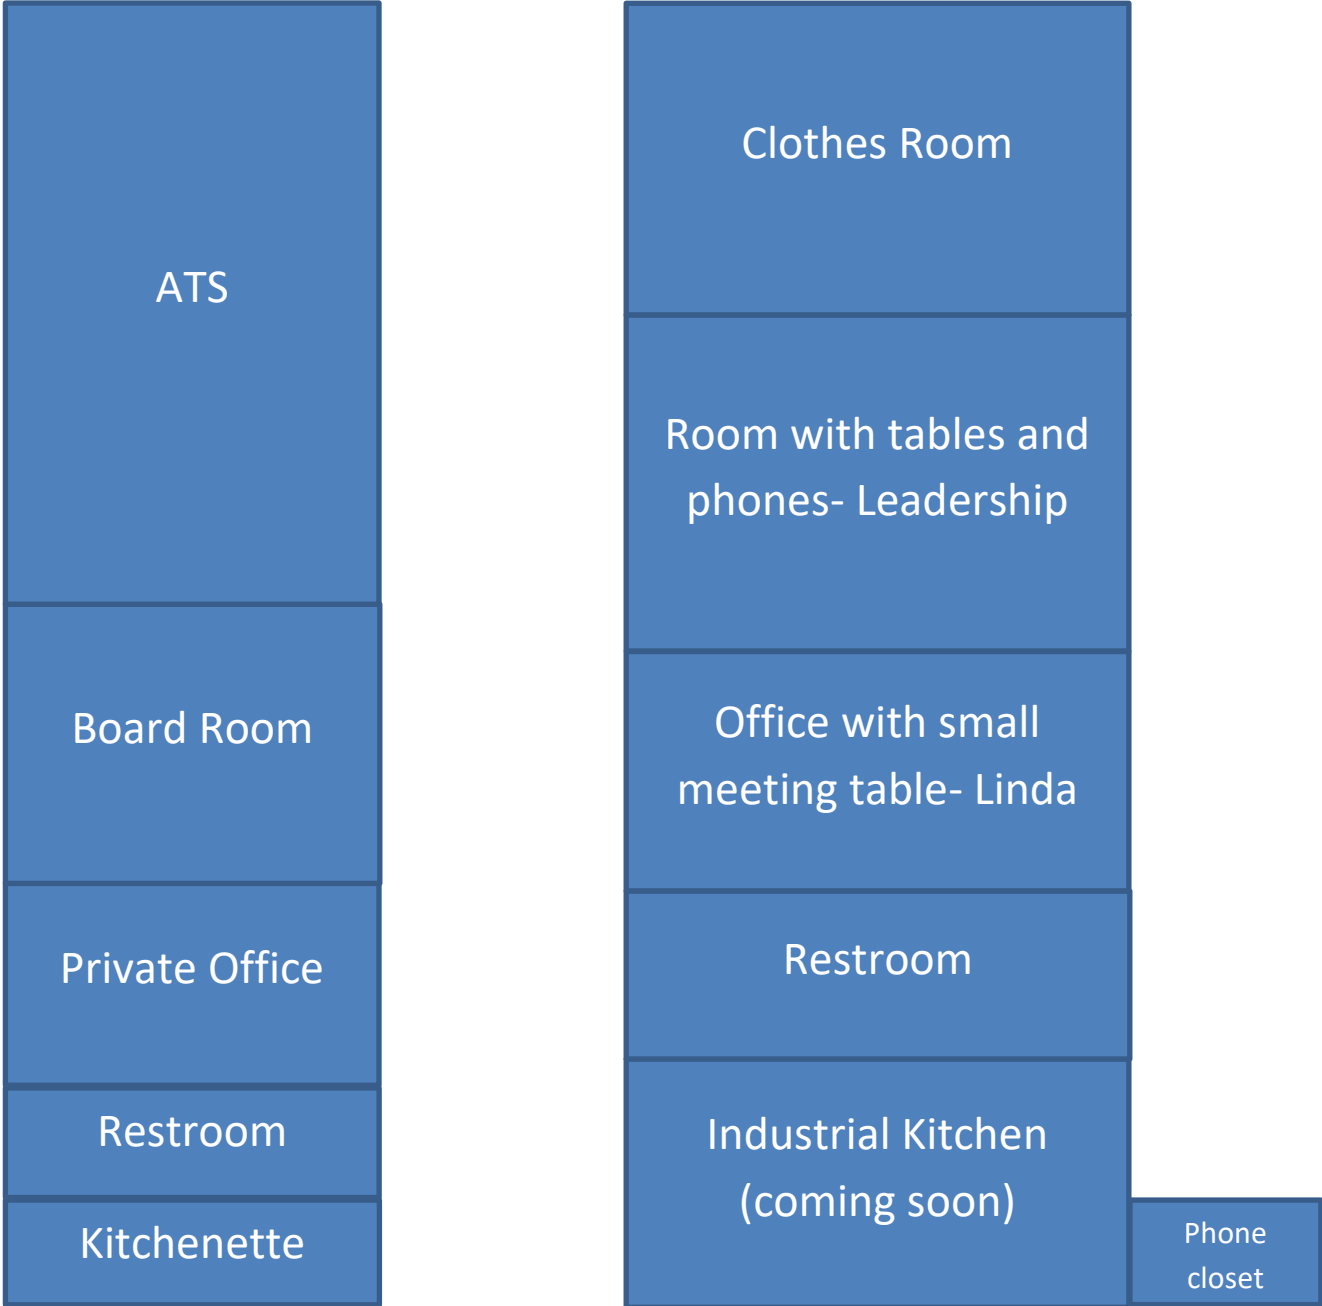 ATS
Board Room
Private Office
Restroom
Kitchenette
Clothes Room
Room with tables and
phones- Leadership
Office with small
meeting table- Linda
Restroom
Industrial Kitchen
(coming soon)
Phone
closet